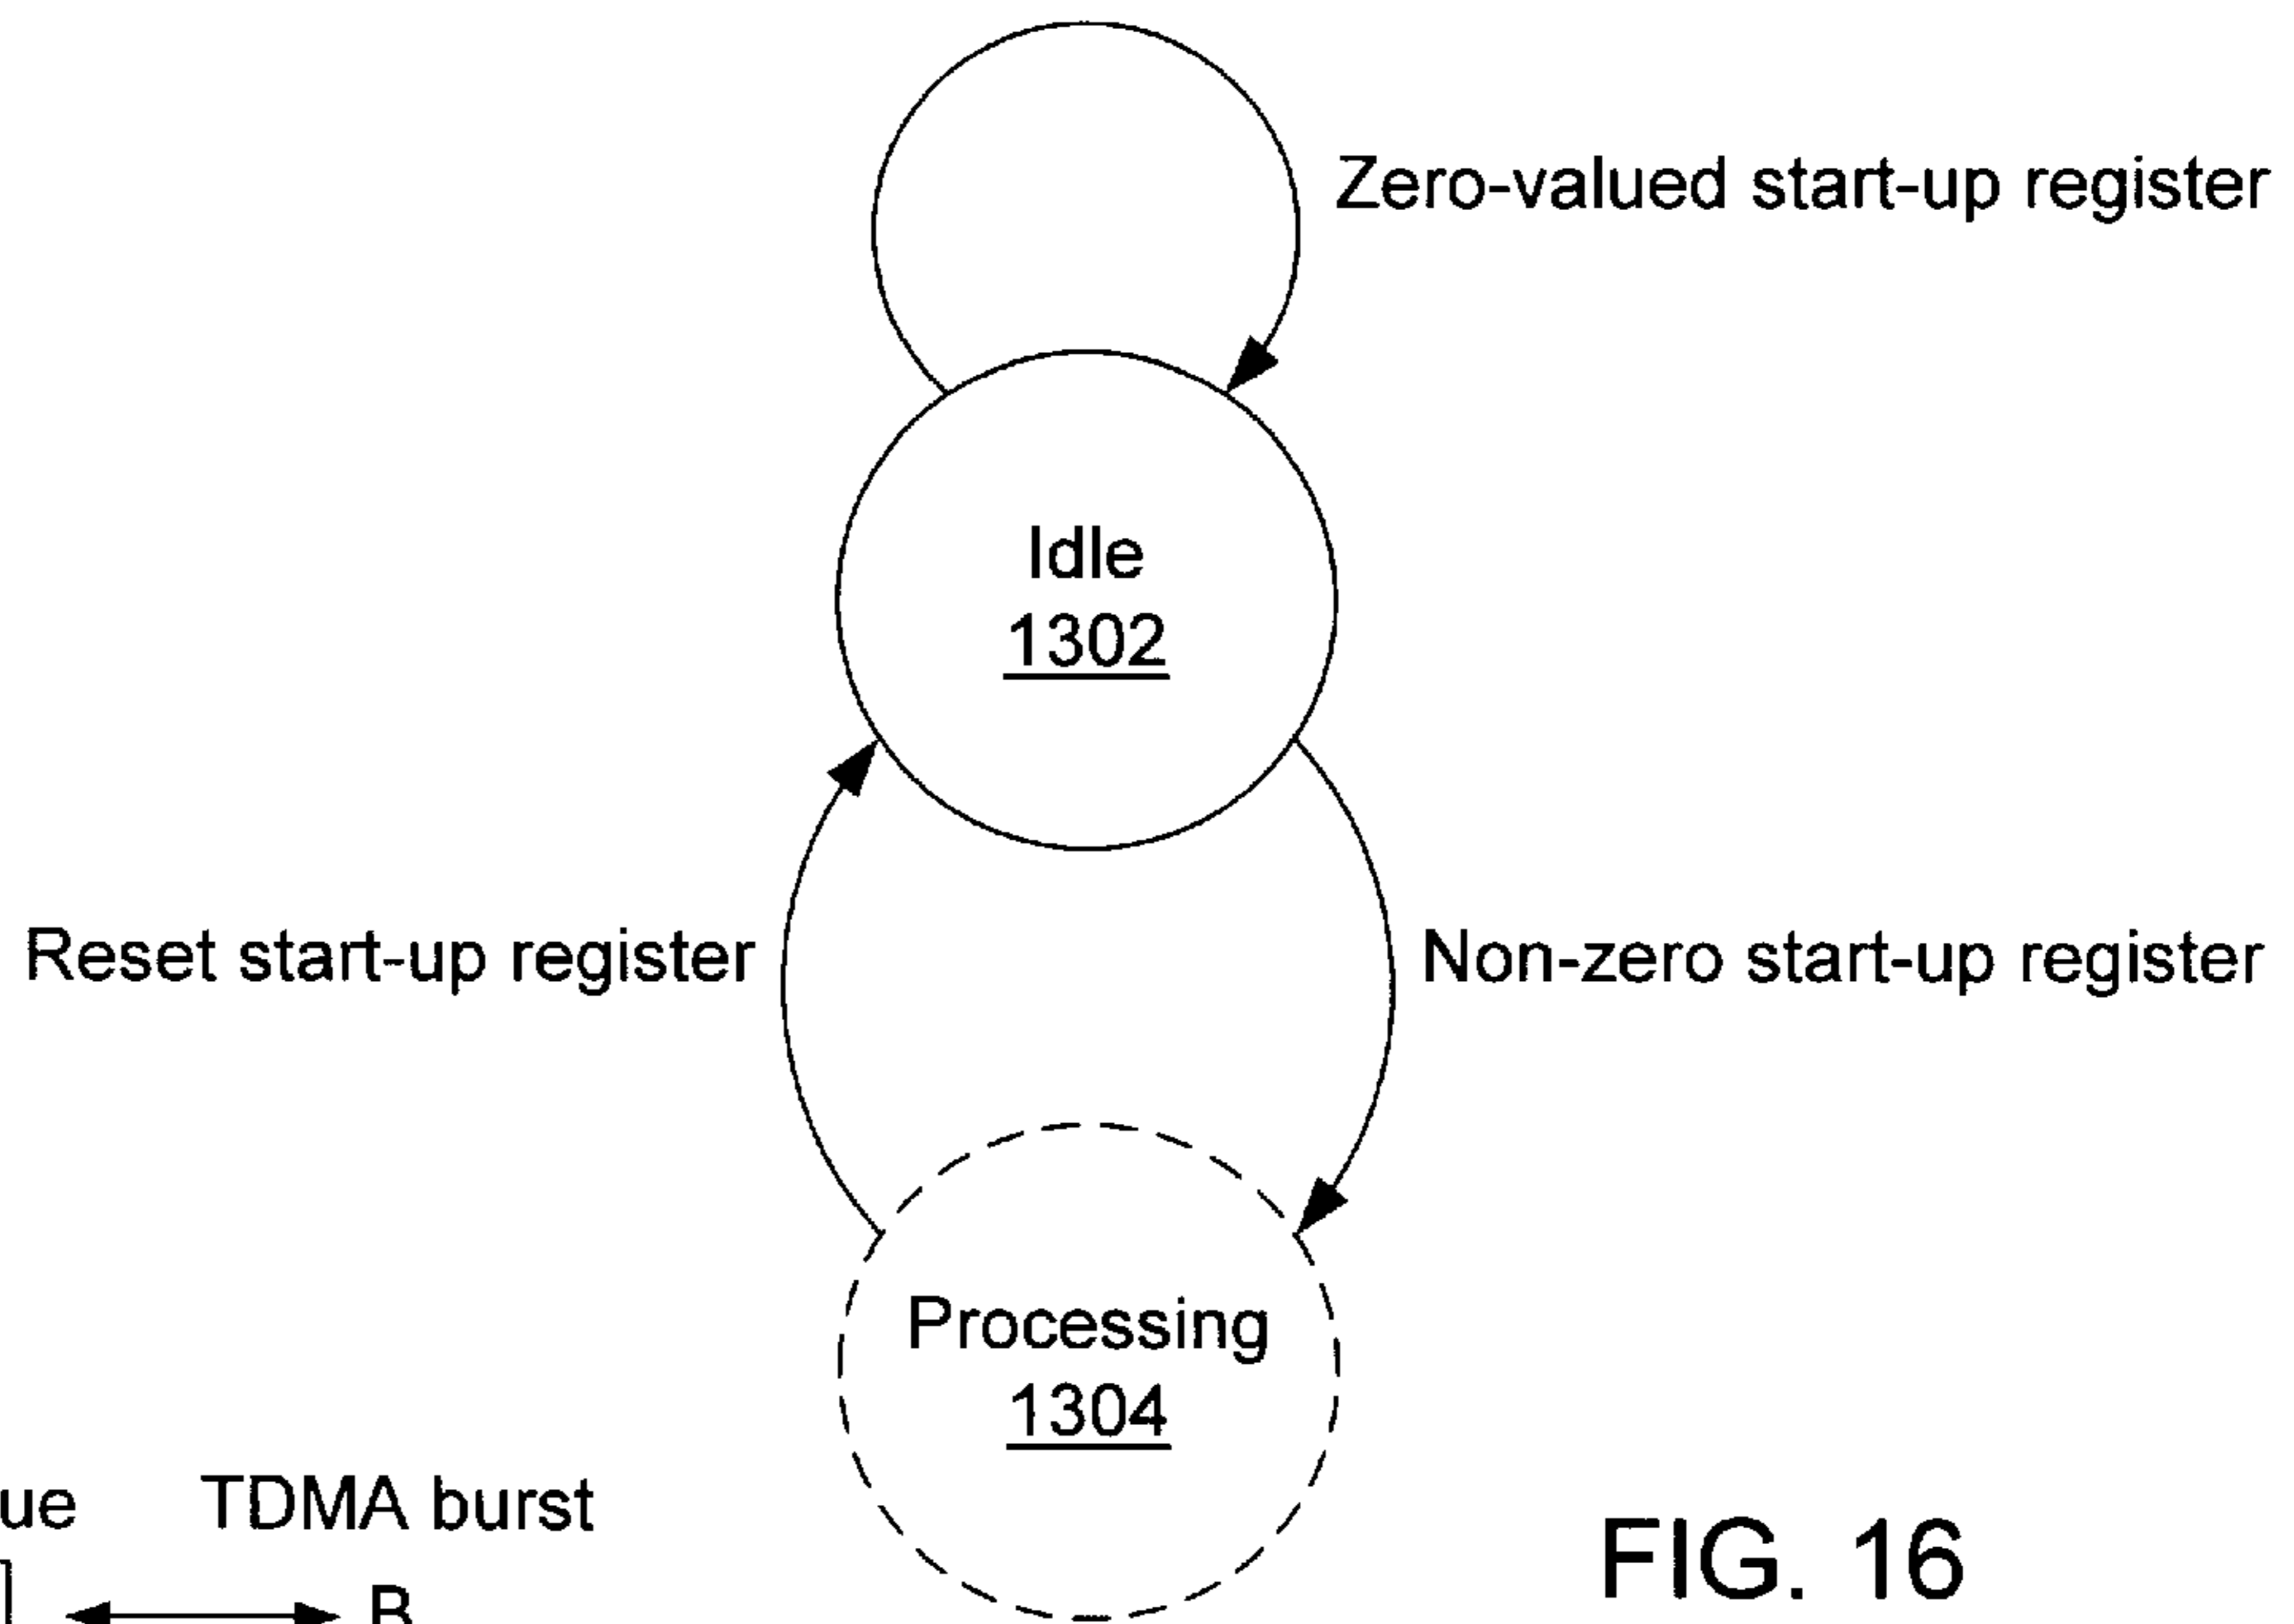 Zero-valued start-up register
Idle
1302
Reset start-up register
Non-zero start-up register
Processing
1304
TDMA burst
B
FIG. 16